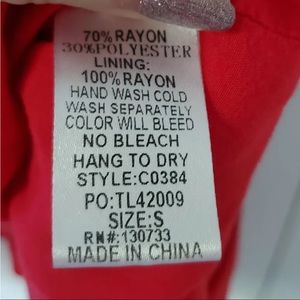 70% RAYON
30%POLYESTER
LINING:
100% RAYON
HAND WASH COLD
WASH SEPARATELY
COLOR WILL BLEED
NO BLEACH
HANG TO DRY
STYLE:C0384
PO:TL42009
SIZE:S
RN#:130733
MADE IN CHINA